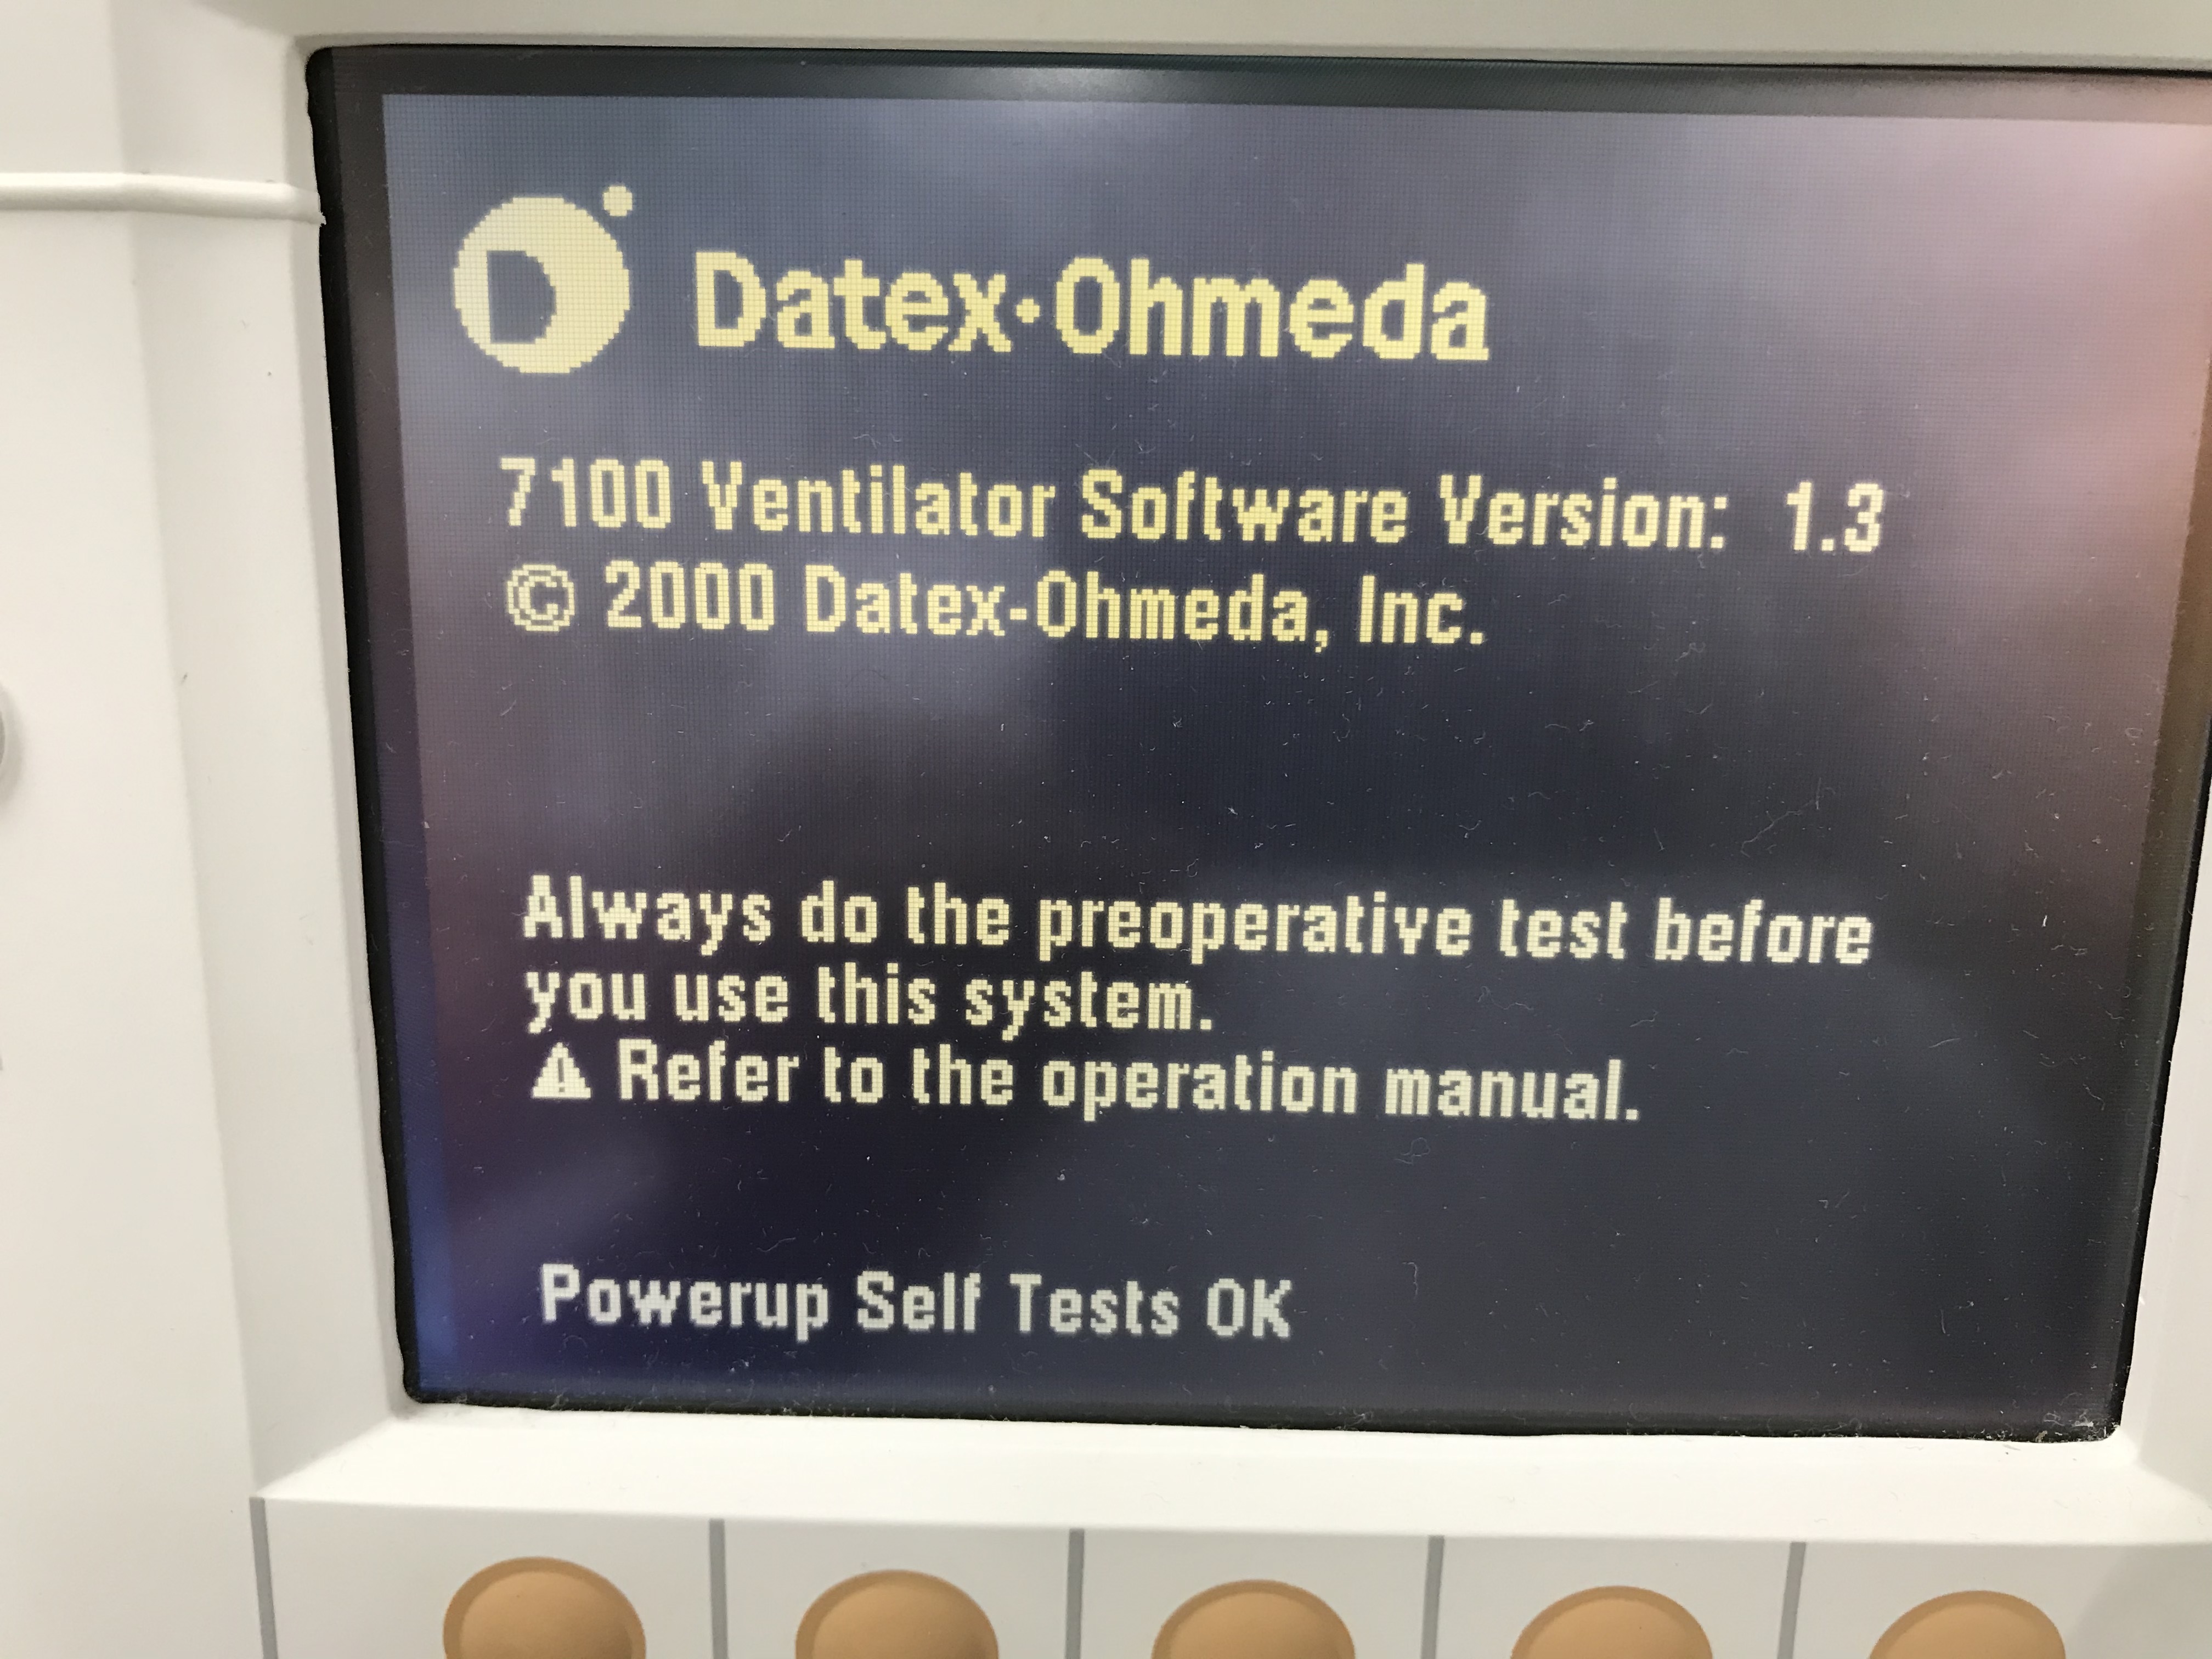 D
Datex·Ohmeda
7100 Ventilator Software Version: 1.3
© 2000 Datex-Ohmeda, Inc.
Always do the preoperative test before
you use this system.
⚠ Refer to the operation manual.
Powerup Self Tests OK